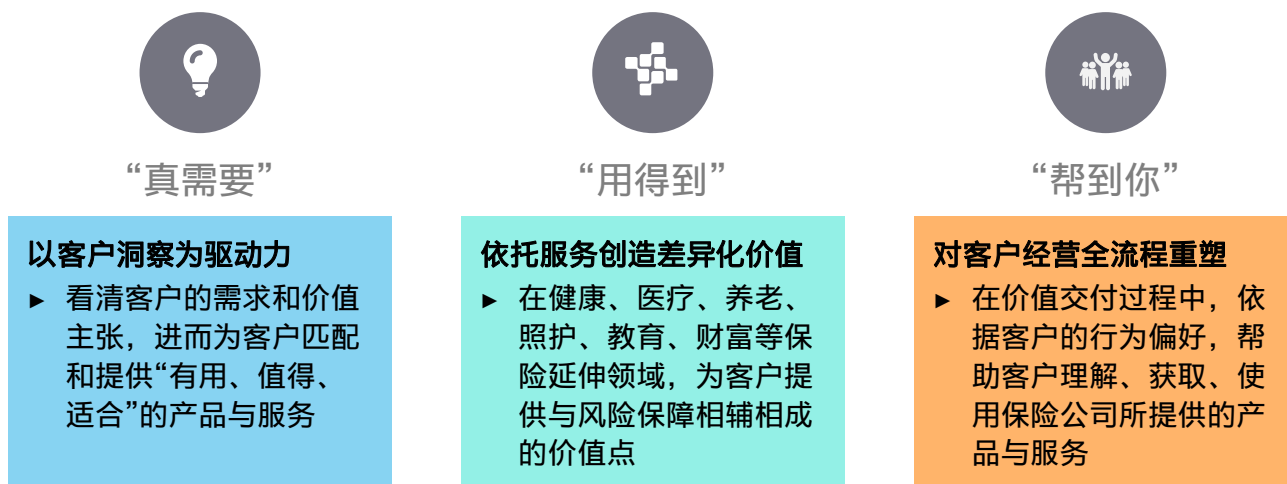 “真需要”
以客户洞察为驱动力
► 看清客户的需求和价值
主张，进而为客户匹配
和提供“有用、值得、
适合”的产品与服务
“用得到”
依托服务创造差异化价值
► 在健康、医疗、养老、
照护、教育、财富等保
险延伸领域，为客户提
供与风险保障相辅相成
的价值点
“帮到你”
对客户经营全流程重塑
► 在价值交付过程中，依
据客户的行为偏好，帮
助客户理解、获取、使
用保险公司所提供的产
品与服务